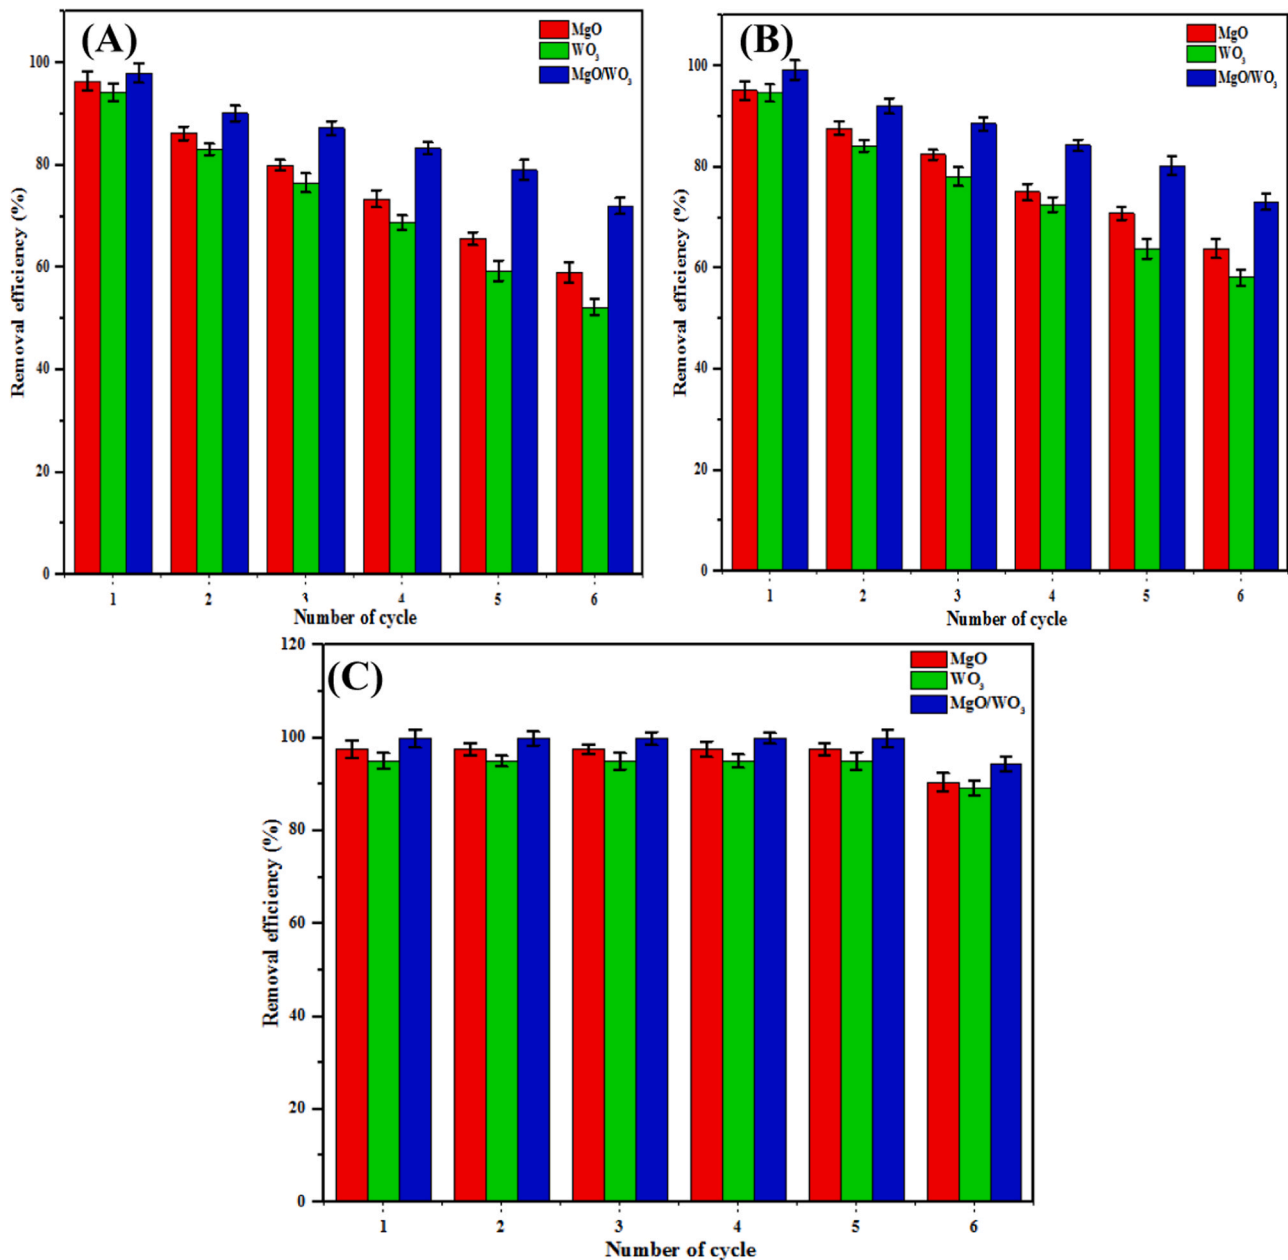 (A)
MgO
WO₃
MgO/WO₃
100
80
60
40
20
0
Removal efficiency (%)
1 2 3 4 5 6
Number of cycle
(B)
MgO
WO₃
MgO/WO₃
100
80
60
40
20
0
Removal efficiency (%)
1 2 3 4 5 6
Number of cycle
(C)
MgO
WO₃
MgO/WO₃
120
100
80
60
40
20
0
Removal efficiency (%)
1 2 3 4 5 6
Number of cycle